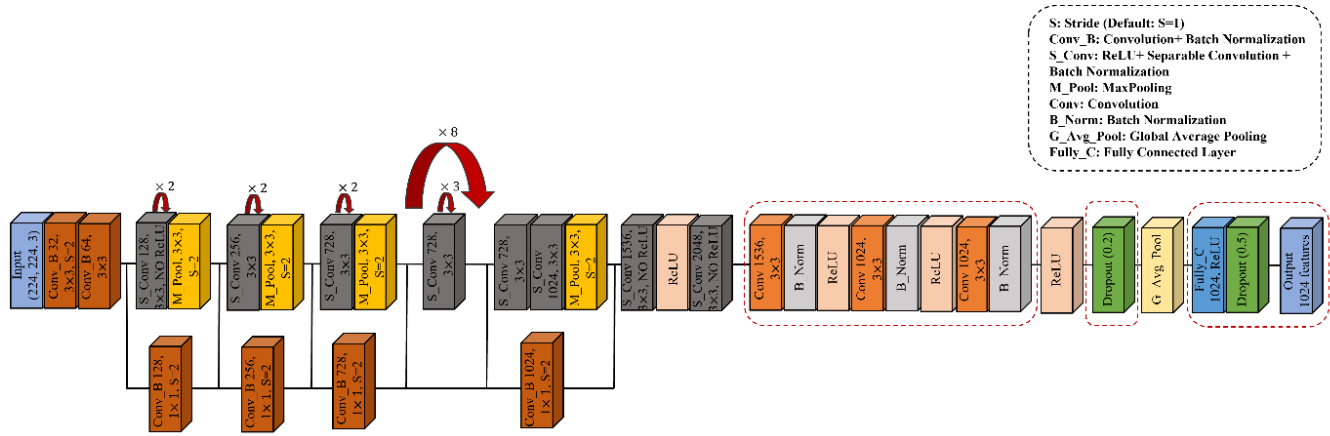 S: Stride (Default: S=1)
Conv_B: Convolution+ Batch Normalization
S_Conv: ReLU+ Separable Convolution +
Batch Normalization
M_Pool: MaxPooling
Conv: Convolution
B_Norm: Batch Normalization
G_Avg_Pool: Global Average Pooling
Fully_C: Fully Connected Layer
× 8
× 2
× 2
× 2
× 3
Input
(224, 224, 3)
Conv_B 32,
3×3, S=2
Conv_B 64,
3×3
S_Conv 128,
3×3, NO ReLU
M_Pool, 3×3,
S=2
S_Conv 256,
3×3
M_Pool, 3×3,
S=2
S_Conv 728,
3×3
M_Pool, 3×3,
S=2
S_Conv 728,
3×3
S_Conv 728,
3×3
S_Conv
1024, 3×3
M_Pool, 3×3,
S=2
S_Conv 1536,
3×3, NO ReLU
ReLU
S_Conv 2048,
3×3, NO ReLU
Conv 1536,
3×3
B_Norm
ReLU
Conv 1024,
3×3
B_Norm
ReLU
Conv 1024,
3×3
B_Norm
ReLU
Dropout (0.2)
G_Avg_Pool
Fully_C
1024, ReLU
Dropout (0.5)
Output
1024 features
Conv_B 128,
1×1, S=2
Conv_B 256,
1×1, S=2
Conv_B 728,
1×1, S=2
Conv_B 1024,
1×1, S=2